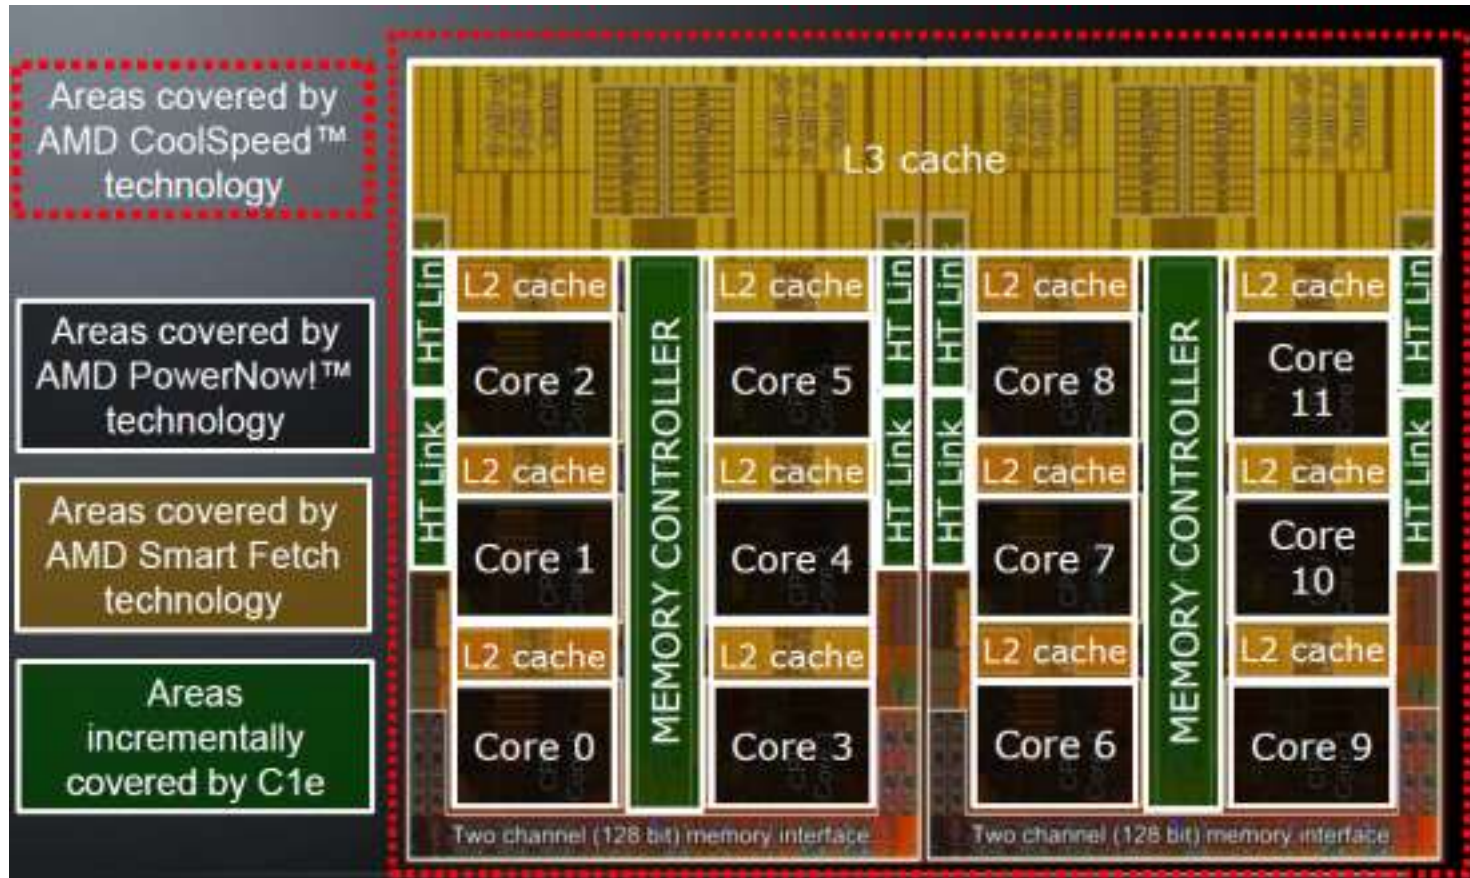 Areas covered by
AMD CoolSpeed™
technology
Areas covered by
AMD PowerNow!™
technology
Areas covered by
AMD Smart Fetch
technology
Areas
incrementally
covered by C1e
L3 cache
HT Link
HT Link
HT Link
HT Link
L2 cache
L2 cache
L2 cache
L2 cache
Core 2
Core 5
Core 8
Core
11
L2 cache
L2 cache
L2 cache
L2 cache
HT Link
HT Link
HT Link
HT Link
Core 1
Core 4
Core 7
Core
10
L2 cache
L2 cache
L2 cache
L2 cache
Core 0
Core 3
Core 6
Core 9
MEMORY CONTROLLER
MEMORY CONTROLLER
Two channel (128 bit) memory interface
Two channel (128 bit) memory interface